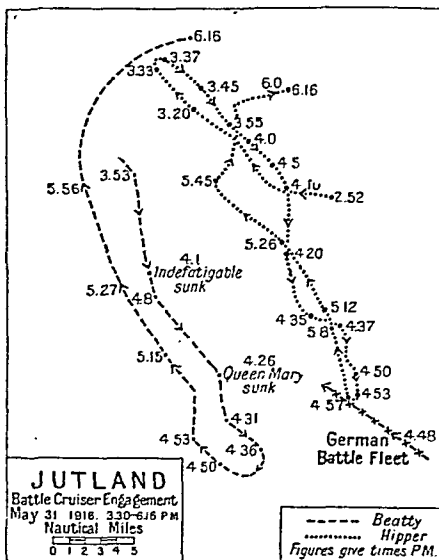 6.16
3.37
3.33
3.45
6.0
6.16
3.20
3.55
4.0
4.5
3.53
5.45
4.10
2.52
5.56
5.26
4.20
4.1
Indefatigable
sunk
5.27
4.8
5.12
4.35
5.8
4.37
5.15
4.26
Queen Mary
sunk
4.50
4.53
4.57
4.31
4.48
4.53
4.36
German
Battle Fleet
4.50
JUTLAND
Battle Cruiser Engagement
May 31 1916. 3.30-6.16 PM
Nautical Miles
0 1 2 3 4 5
Beatty
Hipper
Figures give times PM.